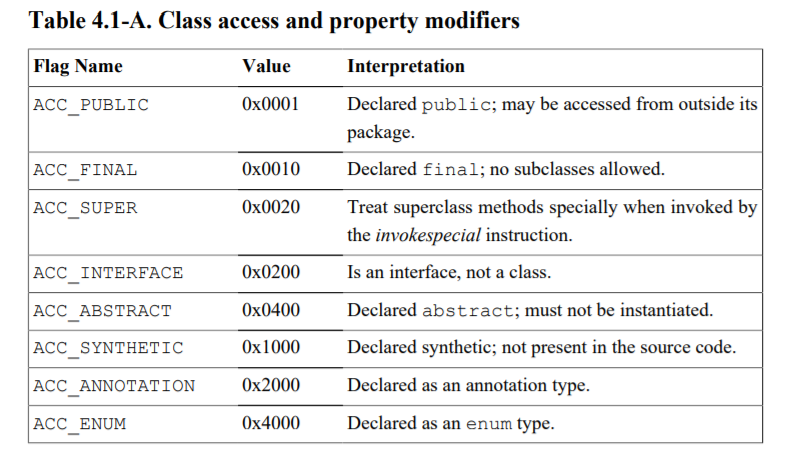 Table 4.1-A. Class access and property modifiers
Flag Name Value Interpretation
ACC_PUBLIC 0x0001 Declared public; may be accessed from outside its
package.
ACC_FINAL 0x0010 Declared final; no subclasses allowed.
ACC_SUPER 0x0020 Treat superclass methods specially when invoked by
the invokespecial instruction.
ACC_INTERFACE 0x0200 Is an interface, not a class.
ACC_ABSTRACT 0x0400 Declared abstract; must not be instantiated.
ACC_SYNTHETIC 0x1000 Declared synthetic; not present in the source code.
ACC_ANNOTATION 0x2000 Declared as an annotation type.
ACC_ENUM 0x4000 Declared as an enum type.